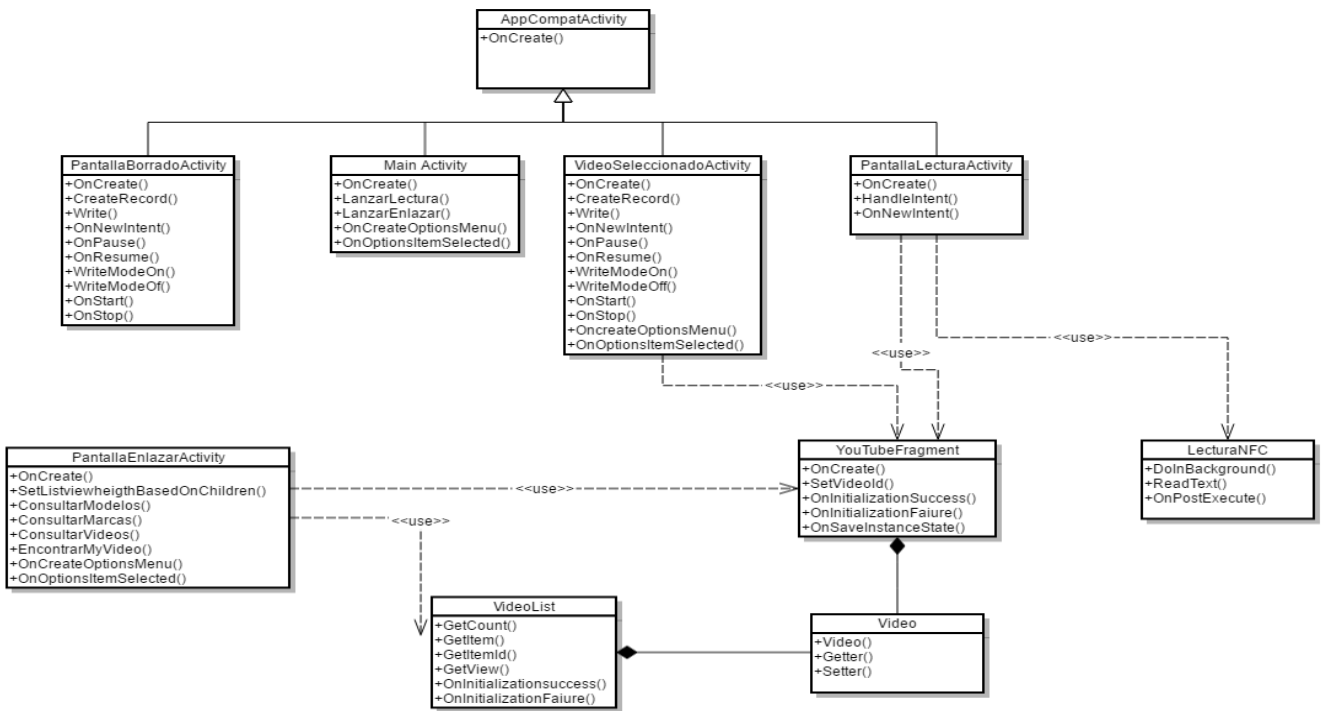 AppCompatActivity
+OnCreate()
PantallaBorradoActivity
+OnCreate()
+CreateRecord()
+Write()
+OnNewIntent()
+OnPause()
+OnResume()
+WriteModeOn()
+WriteModeOf()
+OnStart()
+OnStop()
Main Activity
+OnCreate()
+LanzarLectura()
+LanzarEnlazar()
+OnCreateOptionsMenu()
+OnOptionsItemSelected()
VideoSeleccionadoActivity
+OnCreate()
+CreateRecord()
+Write()
+OnNewIntent()
+OnPause()
+OnResume()
+WriteModeOn()
+WriteModeOff()
+OnStart()
+OnStop()
+OncreateOptionsMenu()
+OnOptionsItemSelected()
PantallaLecturaActivity
+OnCreate()
+HandleIntent()
+OnNewIntent()
<<use>>
<<use>>
<<use>>
PantallaEnlazarActivity
+OnCreate()
+SetListviewheigthBasedOnChildren()
+ConsultarModelos()
+ConsultarMarcas()
+ConsultarVideos()
+EncontrarMyVideo()
+OnCreateOptionsMenu()
+OnOptionsItemSelected()
<<use>>
<<use>>
YouTubeFragment
+OnCreate()
+SetVideoId()
+OnInitializationSuccess()
+OnInitializationFaiure()
+OnSaveInstanceState()
LecturaNFC
+DoInBackground()
+ReadText()
+OnPostExecute()
VideoList
+GetCount()
+GetItem()
+GetItemId()
+GetView()
+OnInitializationsuccess()
+OnInitializationFaiure()
Video
+Video()
+Getter()
+Setter()